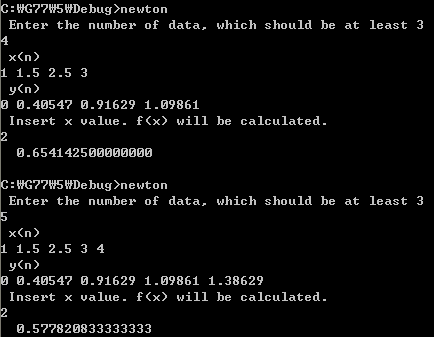 C:₩G77₩5₩Debug>newton
Enter the number of data, which should be at least 3
4
x(n)
1 1.5 2.5 3
y(n)
0 0.40547 0.91629 1.09861
Insert x value. f(x) will be calculated.
2
0.654142500000000
C:₩G77₩5₩Debug>newton
Enter the number of data, which should be at least 3
5
x(n)
1 1.5 2.5 3 4
y(n)
0 0.40547 0.91629 1.09861 1.38629
Insert x value. f(x) will be calculated.
2
0.577820833333333